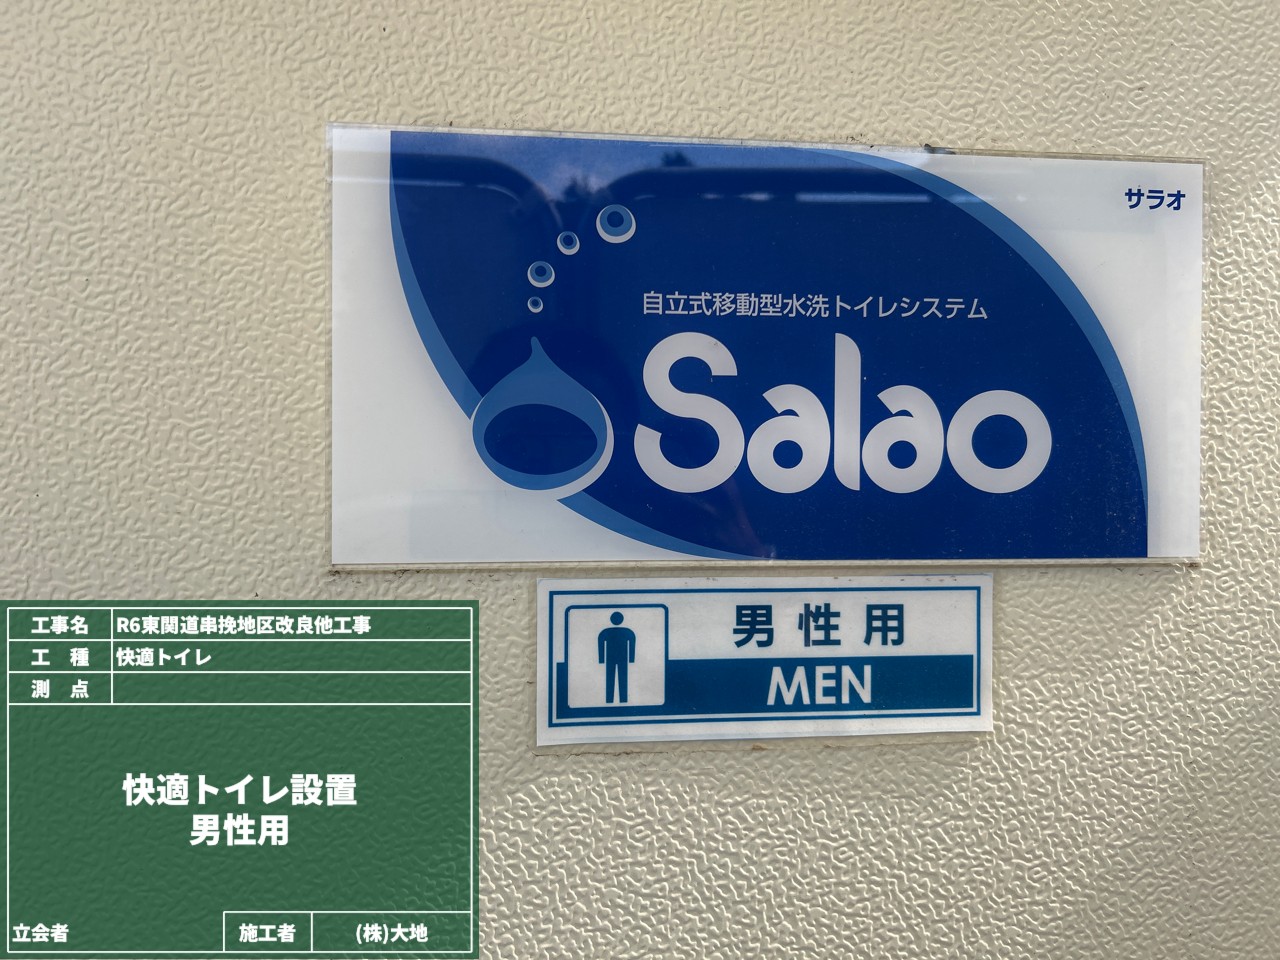 サラオ
自立式移動型水洗トイレシステム
Salao
男性用
MEN
工事名 R6東関道串挽地区改良他工事
工種 快適トイレ
測点
快適トイレ設置
男性用
立会者 施工者 (株)大地